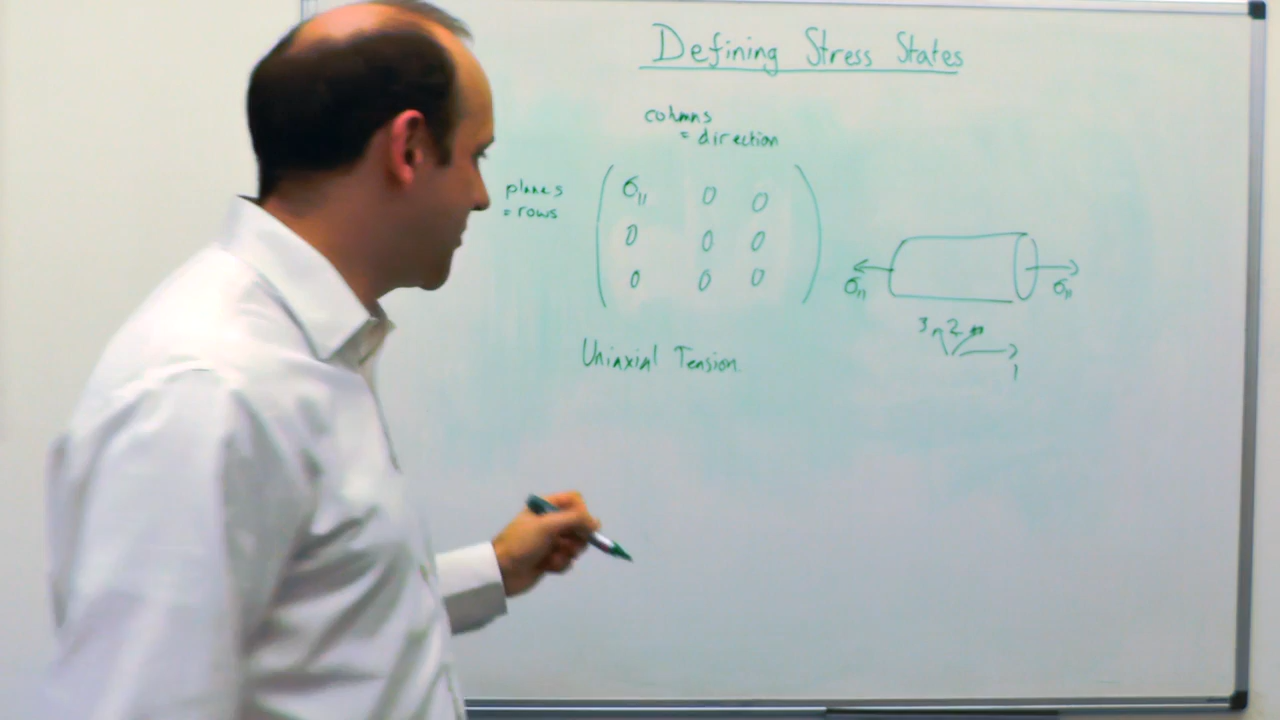 Defining Stress States
columns
= direction
planes
= rows
σ11 0 0
0 0 0
0 0 0
σ11
σ11
3 2
1
Uniaxial Tension